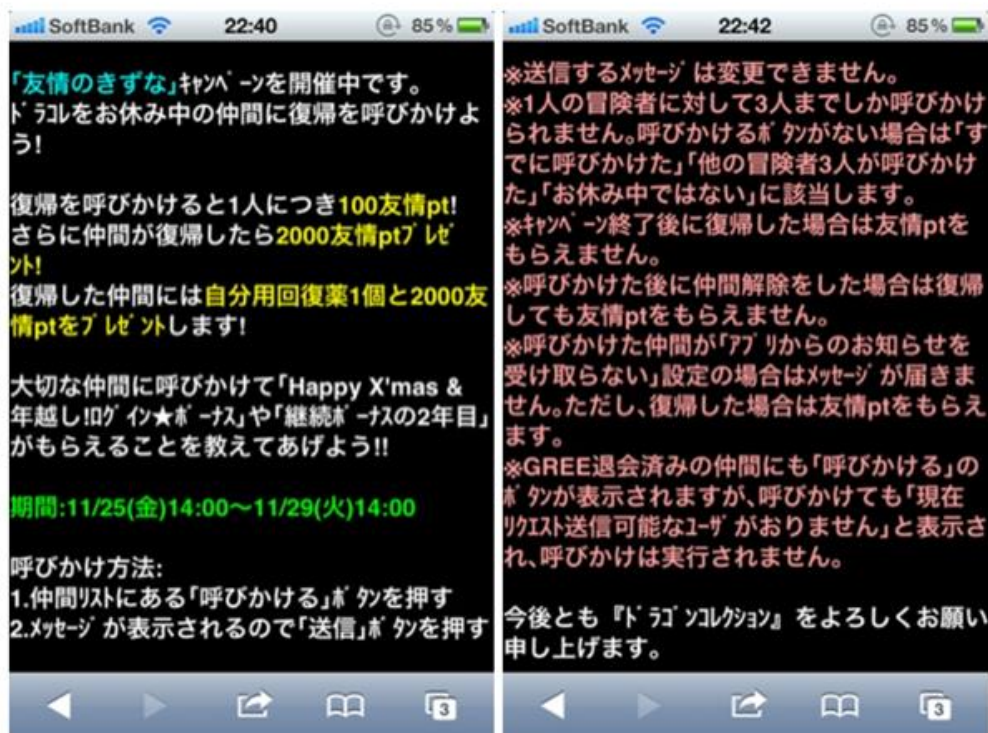 SoftBank 22:40 85%
「友情のきずな」ｷｬﾝﾍﾟｰﾝを開催中です。
ﾄﾞﾗｺﾚをお休み中の仲間に復帰を呼びかけよ
う!
復帰を呼びかけると1人につき100友情pt!
さらに仲間が復帰したら2000友情ptﾌﾟﾚｾﾞ
ﾝﾄ!
復帰した仲間には自分用回復薬1個と2000友
情ptをﾌﾟﾚｾﾞﾝﾄします!
大切な仲間に呼びかけて「Happy X'mas &
年越し!ﾛｸﾞｲﾝ★ﾎﾞｰﾅｽ」や「継続ﾎﾞｰﾅｽの2年目」
がもらえることを教えてあげよう!!
期間:11/25(金)14:00～11/29(火)14:00
呼びかけ方法:
1.仲間ﾘｽﾄにある「呼びかける」ﾎﾞﾀﾝを押す
2.ﾒｯｾｰｼﾞが表示されるので「送信」ﾎﾞﾀﾝを押す
3
SoftBank 22:42 85%
※送信するﾒｯｾｰｼﾞは変更できません。
※1人の冒険者に対して3人までしか呼びかけ
られません。呼びかけるﾎﾞﾀﾝがない場合は「す
でに呼びかけた」「他の冒険者3人が呼びかけ
た」「お休み中ではない」に該当します。
※ｷｬﾝﾍﾟｰﾝ終了後に復帰した場合は友情ptを
もらえません。
※呼びかけた後に仲間解除をした場合は復帰
しても友情ptをもらえません。
※呼びかけた仲間が「ｱﾌﾟﾘからのお知らせを
受け取らない」設定の場合はﾒｯｾｰｼﾞが届きま
せん。ただし、復帰した場合は友情ptをもらえ
ます。
※GREE退会済みの仲間にも「呼びかける」の
ﾎﾞﾀﾝが表示されますが、呼びかけても「現在
ﾘｸｴｽﾄ送信可能なﾕｰｻﾞがおりません」と表示さ
れ、呼びかけは実行されません。
今後とも『ﾄﾞﾗｺﾞﾝｺﾚｸｼｮﾝ』をよろしくお願い
申し上げます。
3